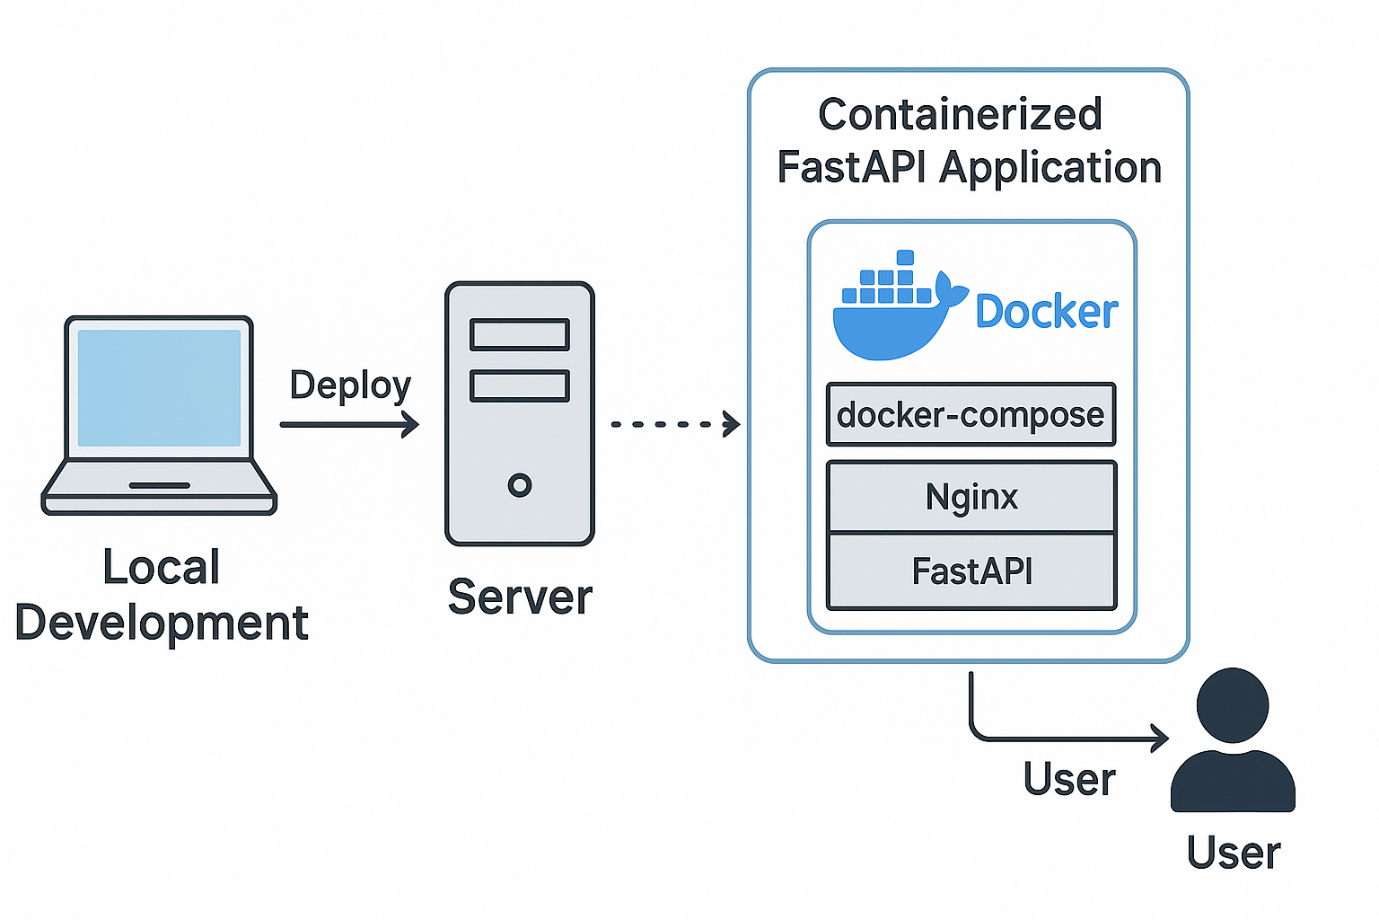 Containerized
FastAPI Application
Docker
docker-compose
Nginx
FastAPI
Deploy
Local
Development
Server
User
User